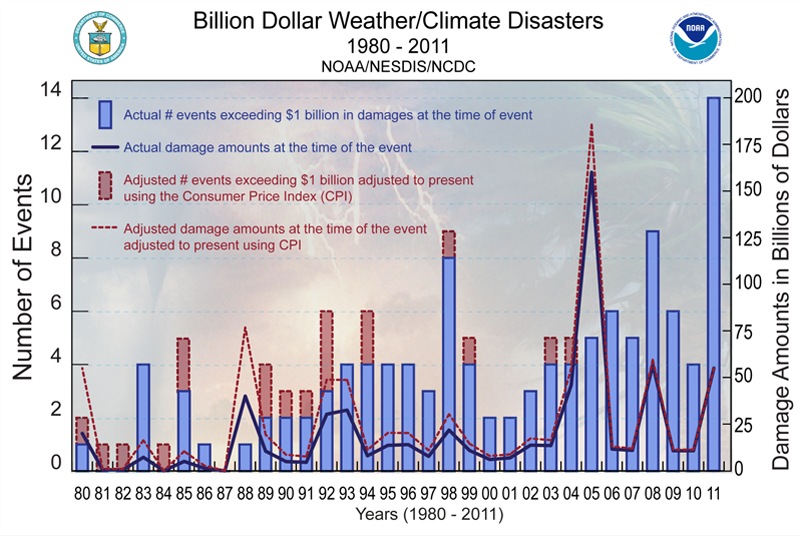 Billion Dollar Weather/Climate Disasters
1980 - 2011
NOAA/NESDIS/NCDC
NOAA
Actual # events exceeding $1 billion in damages at the time of event
Actual damage amounts at the time of the event
Adjusted # events exceeding $1 billion adjusted to present
using the Consumer Price Index (CPI)
Adjusted damage amounts at the time of the event
adjusted to present using CPI
Number of Events
14
12
10
8
6
4
2
0
Damage Amounts in Billions of Dollars
200
175
150
125
100
75
50
25
0
80 81 82 83 84 85 86 87 88 89 90 91 92 93 94 95 96 97 98 99 00 01 02 03 04 05 06 07 08 09 10 11
Years (1980 - 2011)